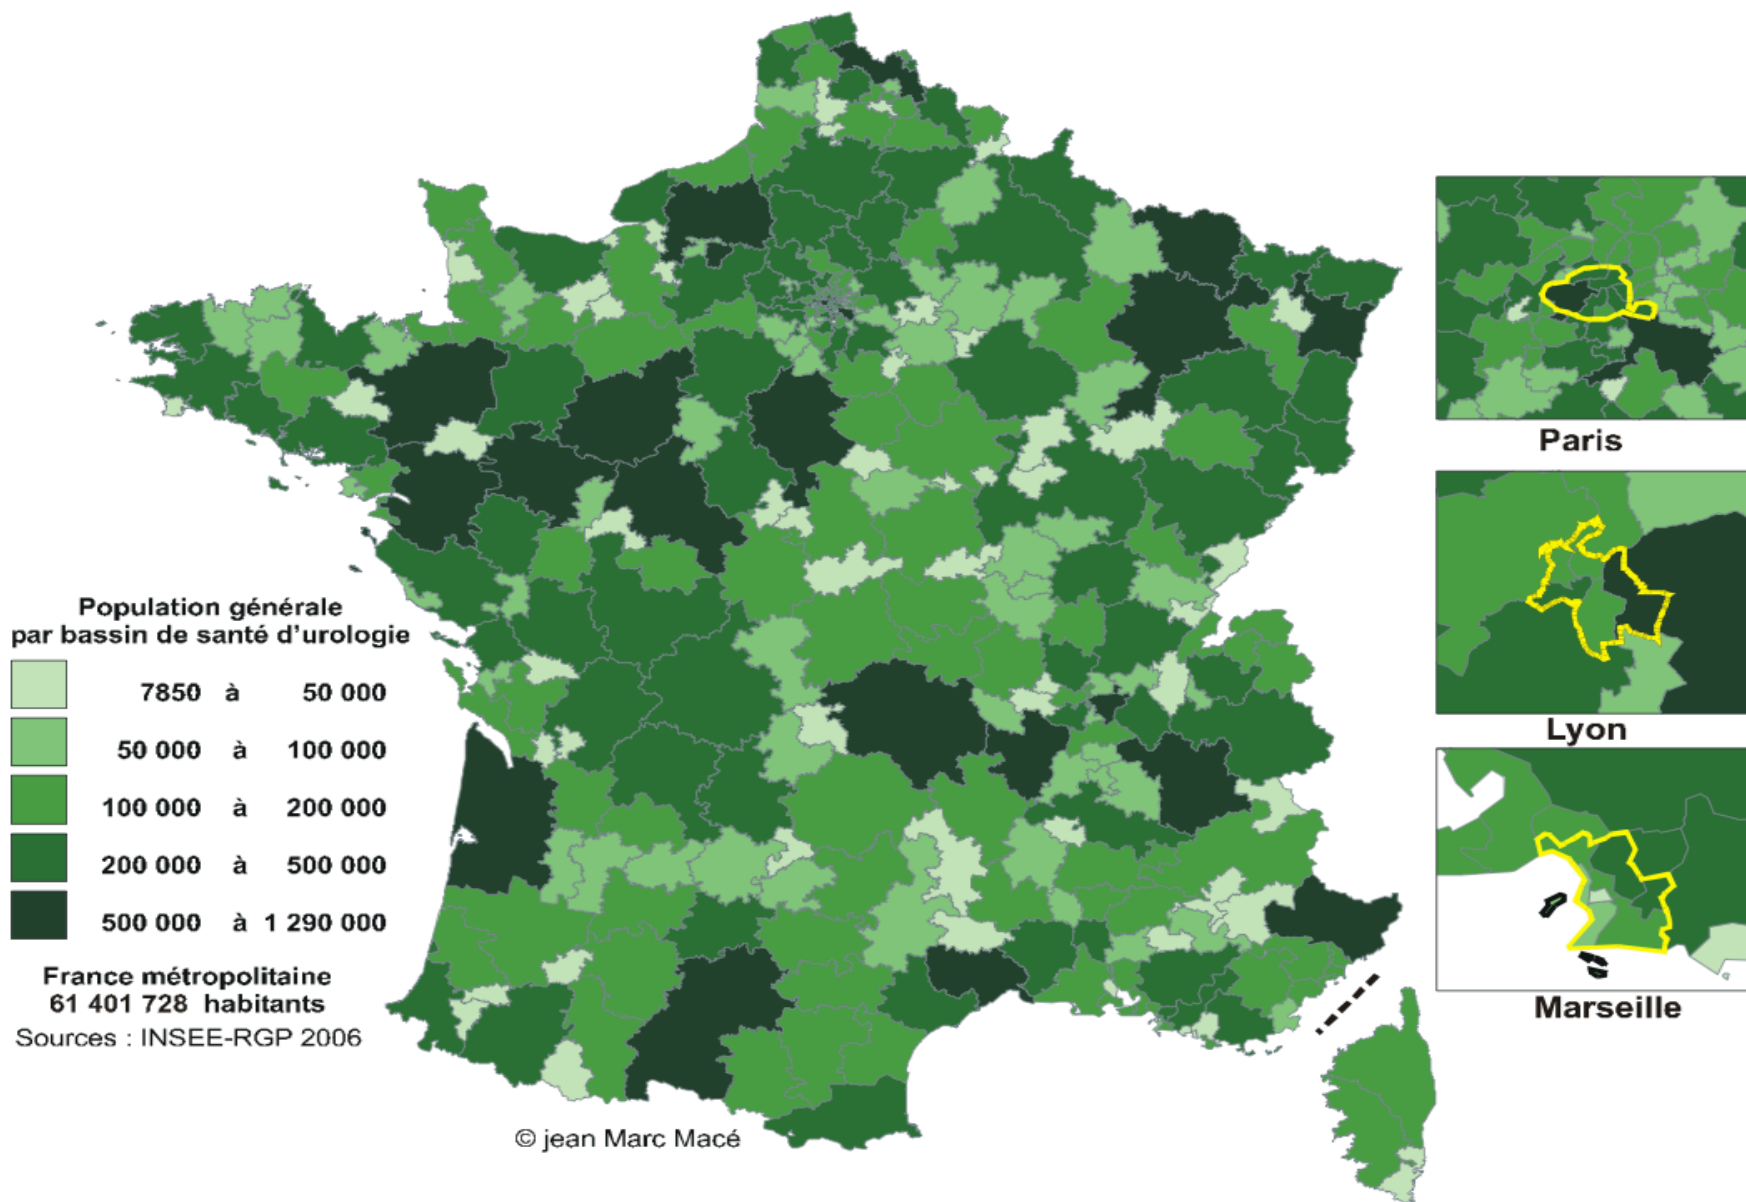 Population générale
par bassin de santé d'urologie
7850 à 50 000
50 000 à 100 000
100 000 à 200 000
200 000 à 500 000
500 000 à 1 290 000
France métropolitaine
61 401 728 habitants
Sources : INSEE-RGP 2006
© jean Marc Macé
Paris
Lyon
Marseille